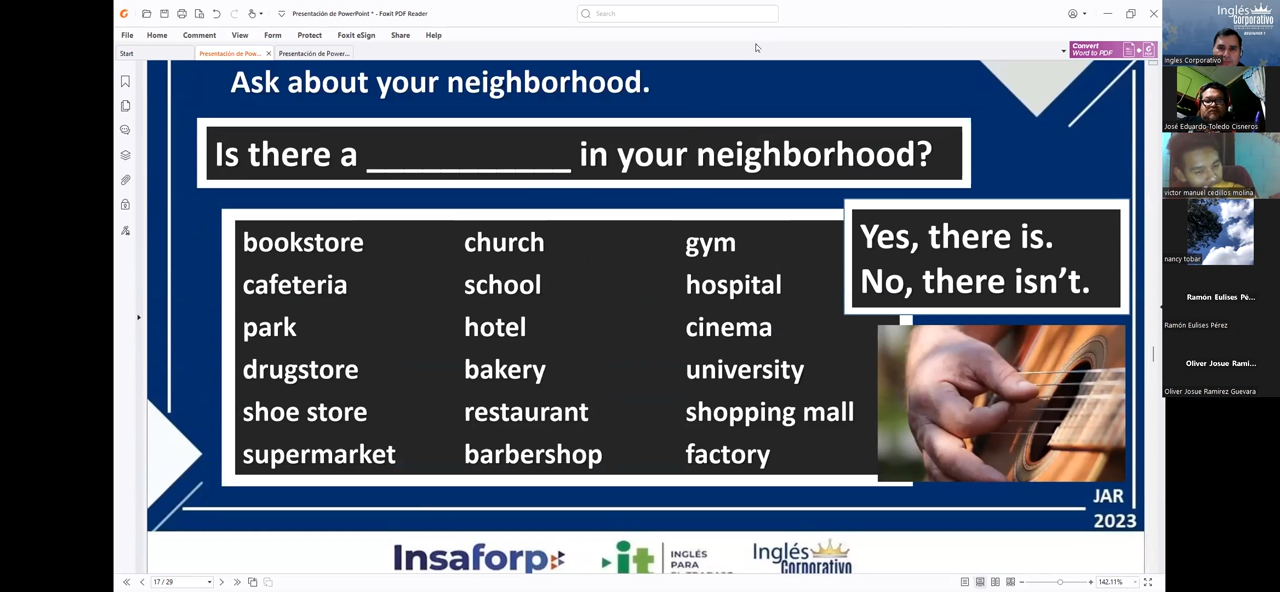 Presentación de PowerPoint * - Foxit PDF Reader
Search
File Home Comment View Form Protect Foxit eSign Share Help
Start
Presentación de Pow...
Presentación de Power...
Convert
Word to PDF
Ask about your neighborhood.
Is there a ____________ in your neighborhood?
bookstore church gym
cafeteria school hospital
park hotel cinema
drugstore bakery university
shoe store restaurant shopping mall
supermarket barbershop factory
Yes, there is.
No, there isn't.
JAR
2023
Insaforp
it
INGLÉS
PARA
Inglés
Corporativo
17 / 29
142.11%
Inglés
Corporativo
BEGINNER 1
Ingles Corporativo
José Eduardo Toledo Cisneros
victor manuel cedillos molina
nancy tobar
Ramón Eulises Pé...
Ramón Eulises Pérez
Oliver Josue Rami...
Oliver Josue Ramirez Guevara